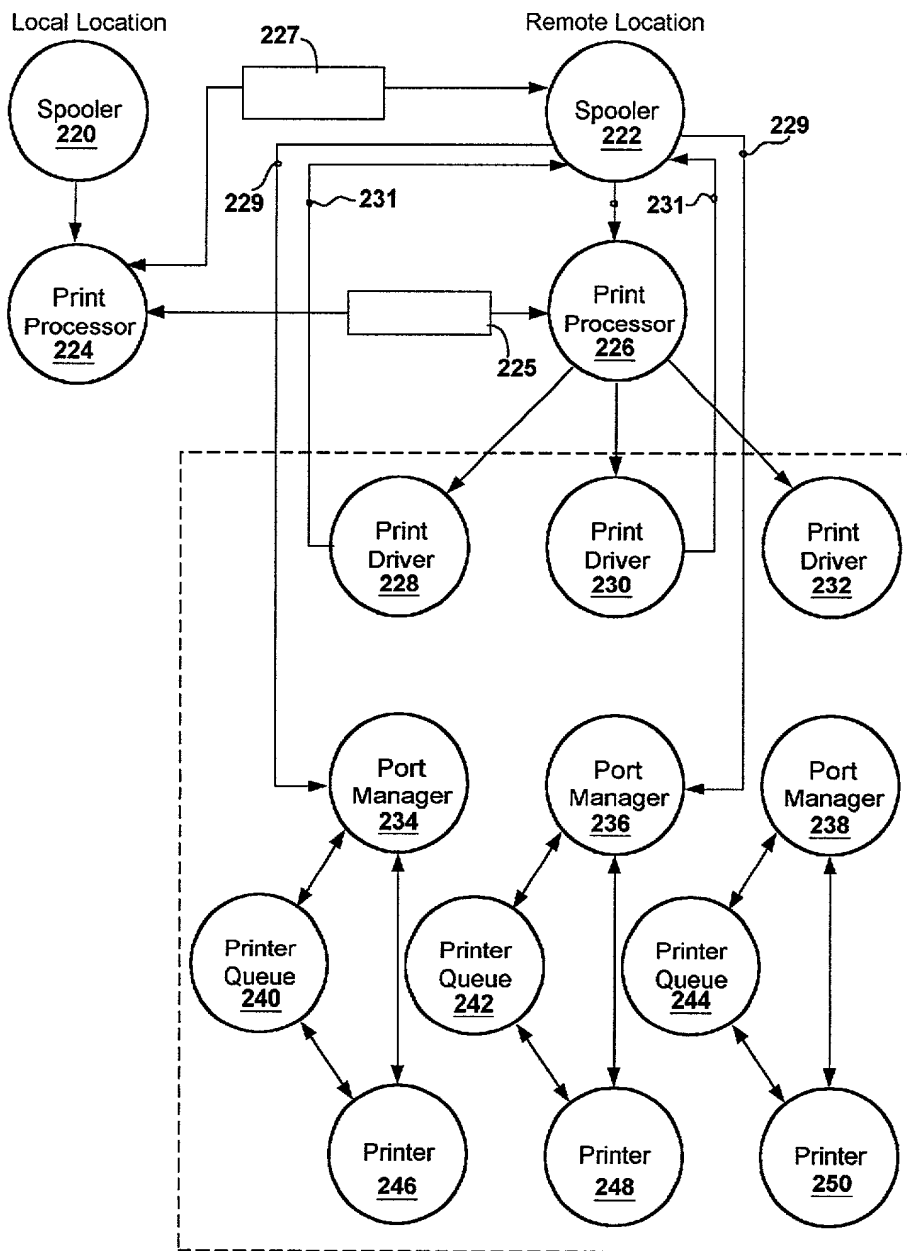 Local Location
Remote Location
227
Spooler
220
Spooler
222
229
229
231
231
Print
Processor
224
Print
Processor
226
225
Print
Driver
228
Print
Driver
230
Print
Driver
232
Port
Manager
234
Port
Manager
236
Port
Manager
238
Printer
Queue
240
Printer
Queue
242
Printer
Queue
244
Printer
246
Printer
248
Printer
250